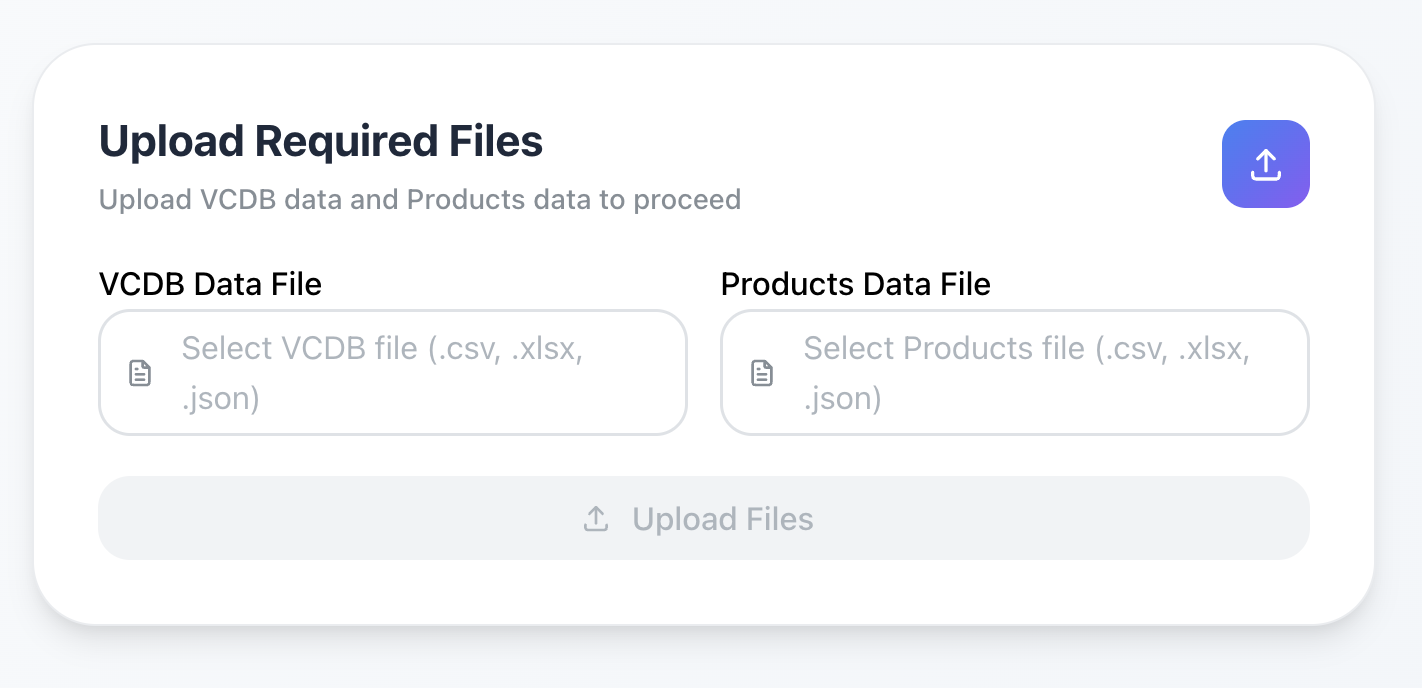 Upload Required Files
Upload VCDB data and Products data to proceed
VCDB Data File
Select VCDB file (.csv, .xlsx,
.json)
Products Data File
Select Products file (.csv, .xlsx,
.json)
Upload Files